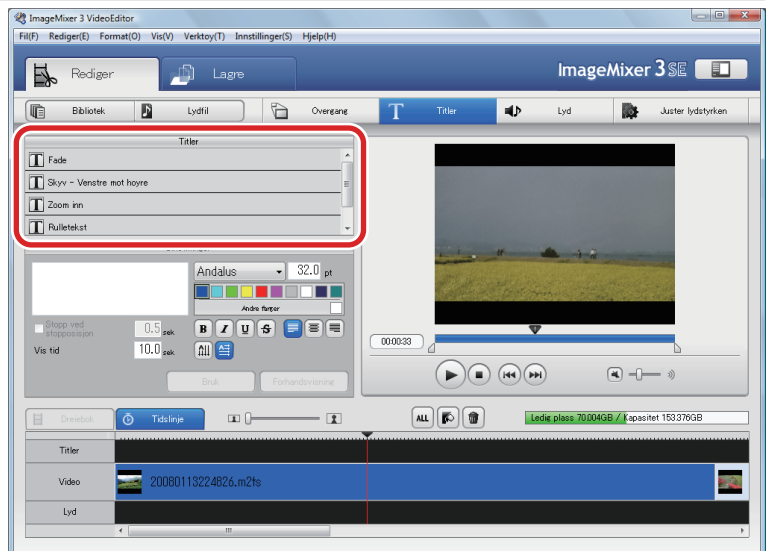 ImageMixer 3 VideoEditor
Fil(F) Rediger(E) Format(O) Vis(V) Verktoy(T) Innstillinger(S) Hjelp(H)
Rediger Lagre ImageMixer 3 SE
Bibliotek Lydfil Overgang Titler Lyd Juster lydstyrken
Titler
Fade
Skyv - Venstre mot hoyre
Zoom inn
Rulletekst
Andalus 32.0 pt
Andre farger
Stopp ved
stopposisjon 0.5 sek B I U S
Vis tid 10.0 sek
00:00:33
Bruk Forhandsvisning
Dreiebok Tidslinje ALL Ledig plass 70.004GB / Kapasitet 153.376GB
Titler
Video 20080113224826.m2ts
Lyd